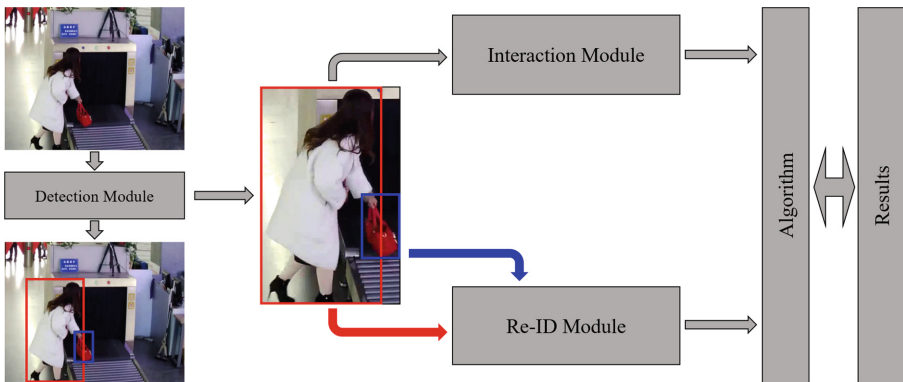 Detection Module
Interaction Module
Re-ID Module
Algorithm
Results